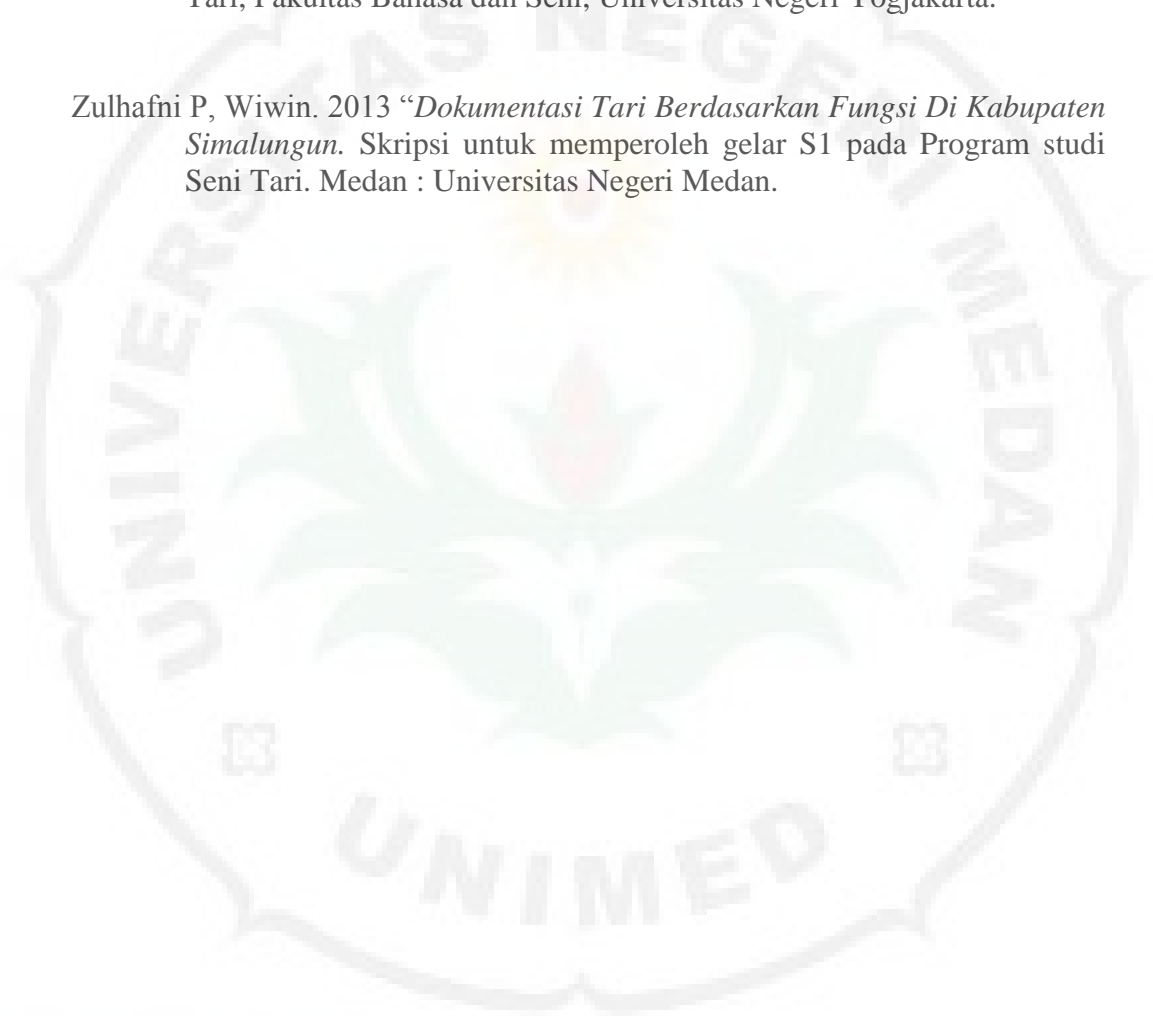 Tari, Fakultas Bahasa dan Seni, Universitas Negeri Yogjakarta.
Zulhafni P, Wiwin. 2013 “Dokumentasi Tari Berdasarkan Fungsi Di Kabupaten
Simalungun. Skripsi untuk memperoleh gelar S1 pada Program studi
Seni Tari. Medan : Universitas Negeri Medan.
UNIVERSITAS NEGERI MEDAN
UNIMED